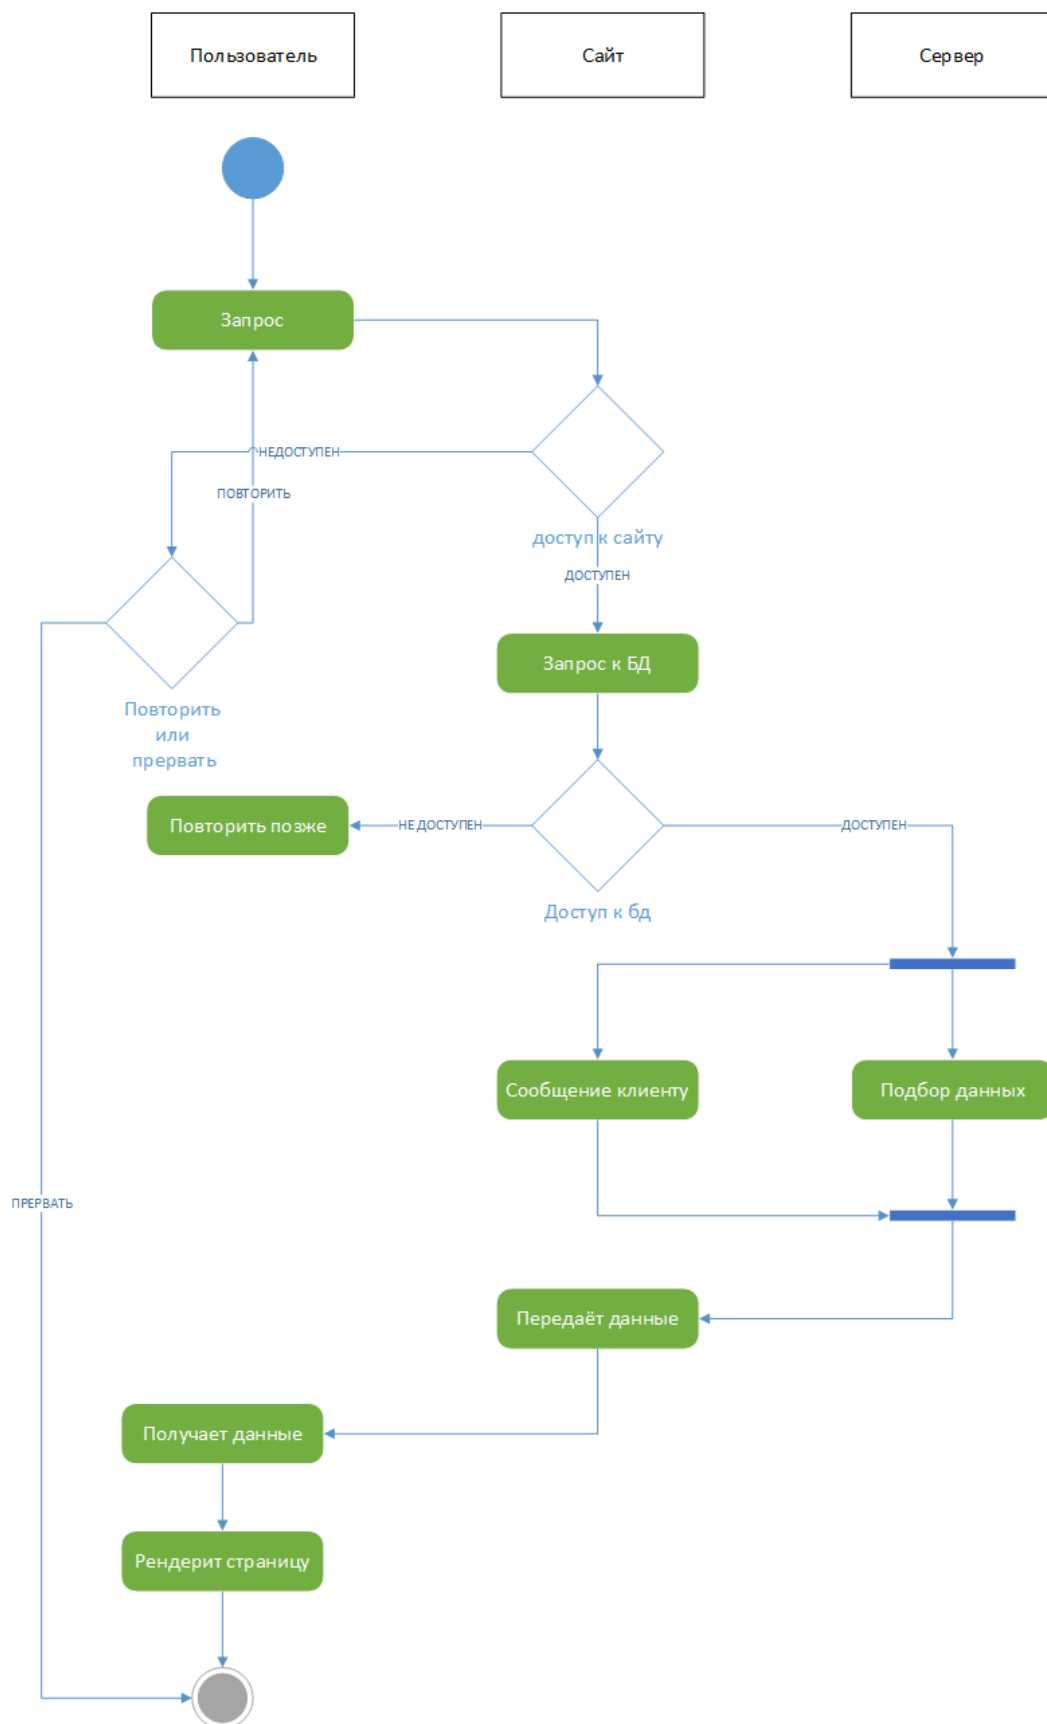 Пользователь
Сайт
Сервер
Запрос
НЕДОСТУПЕН
ПОВТОРИТЬ
доступ к сайту
ДОСТУПЕН
Запрос к БД
Повторить
или
прервать
Повторить позже
НЕ ДОСТУПЕН
ДОСТУПЕН
Доступ к бд
Сообщение клиенту
Подбор данных
ПРЕРВАТЬ
Передаёт данные
Получает данные
Рендерит страницу